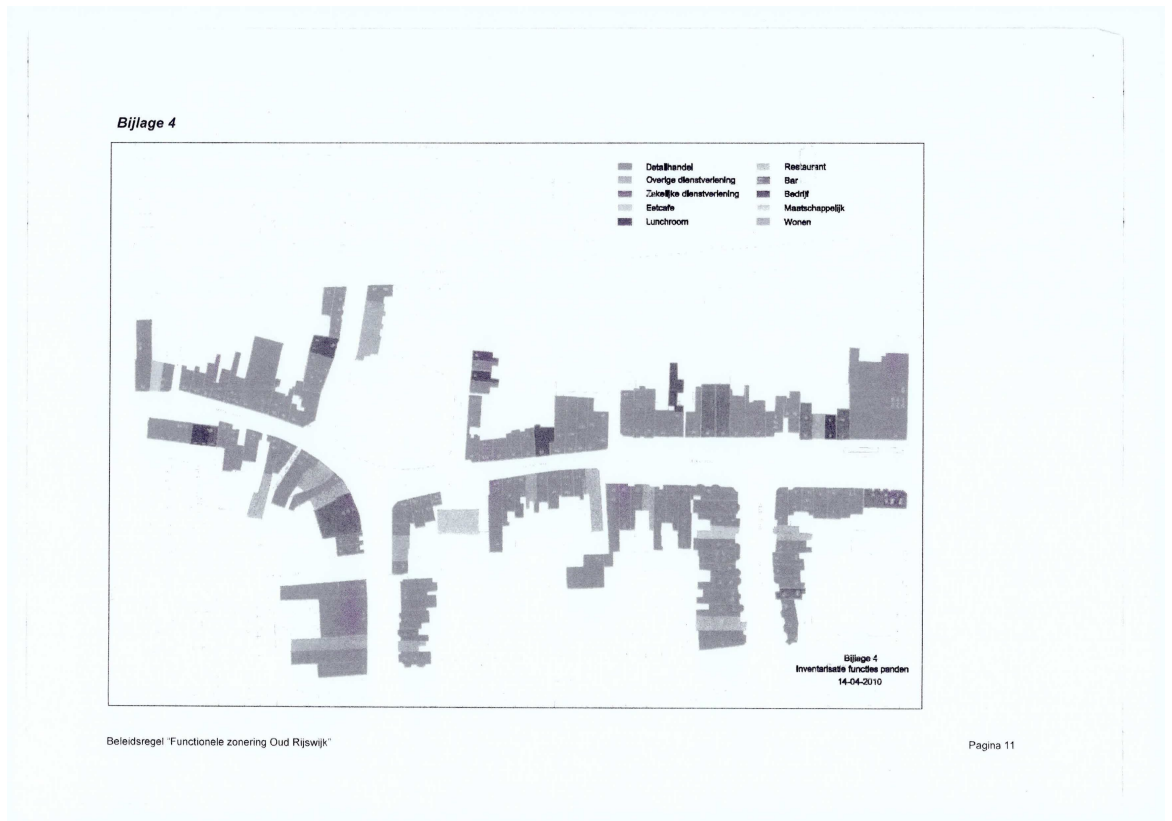 Bijlage 4
Detailhandel
Overige dienstverlening
Zakelijke dienstverlening
Eetcafe
Lunchroom
Restaurant
Bar
Bedrijf
Maatschappelijk
Wonen
Bijlage 4
Inventarisatie functies panden
14-04-2010
Beleidsregel "Functionele zonering Oud Rijswijk"
Pagina 11